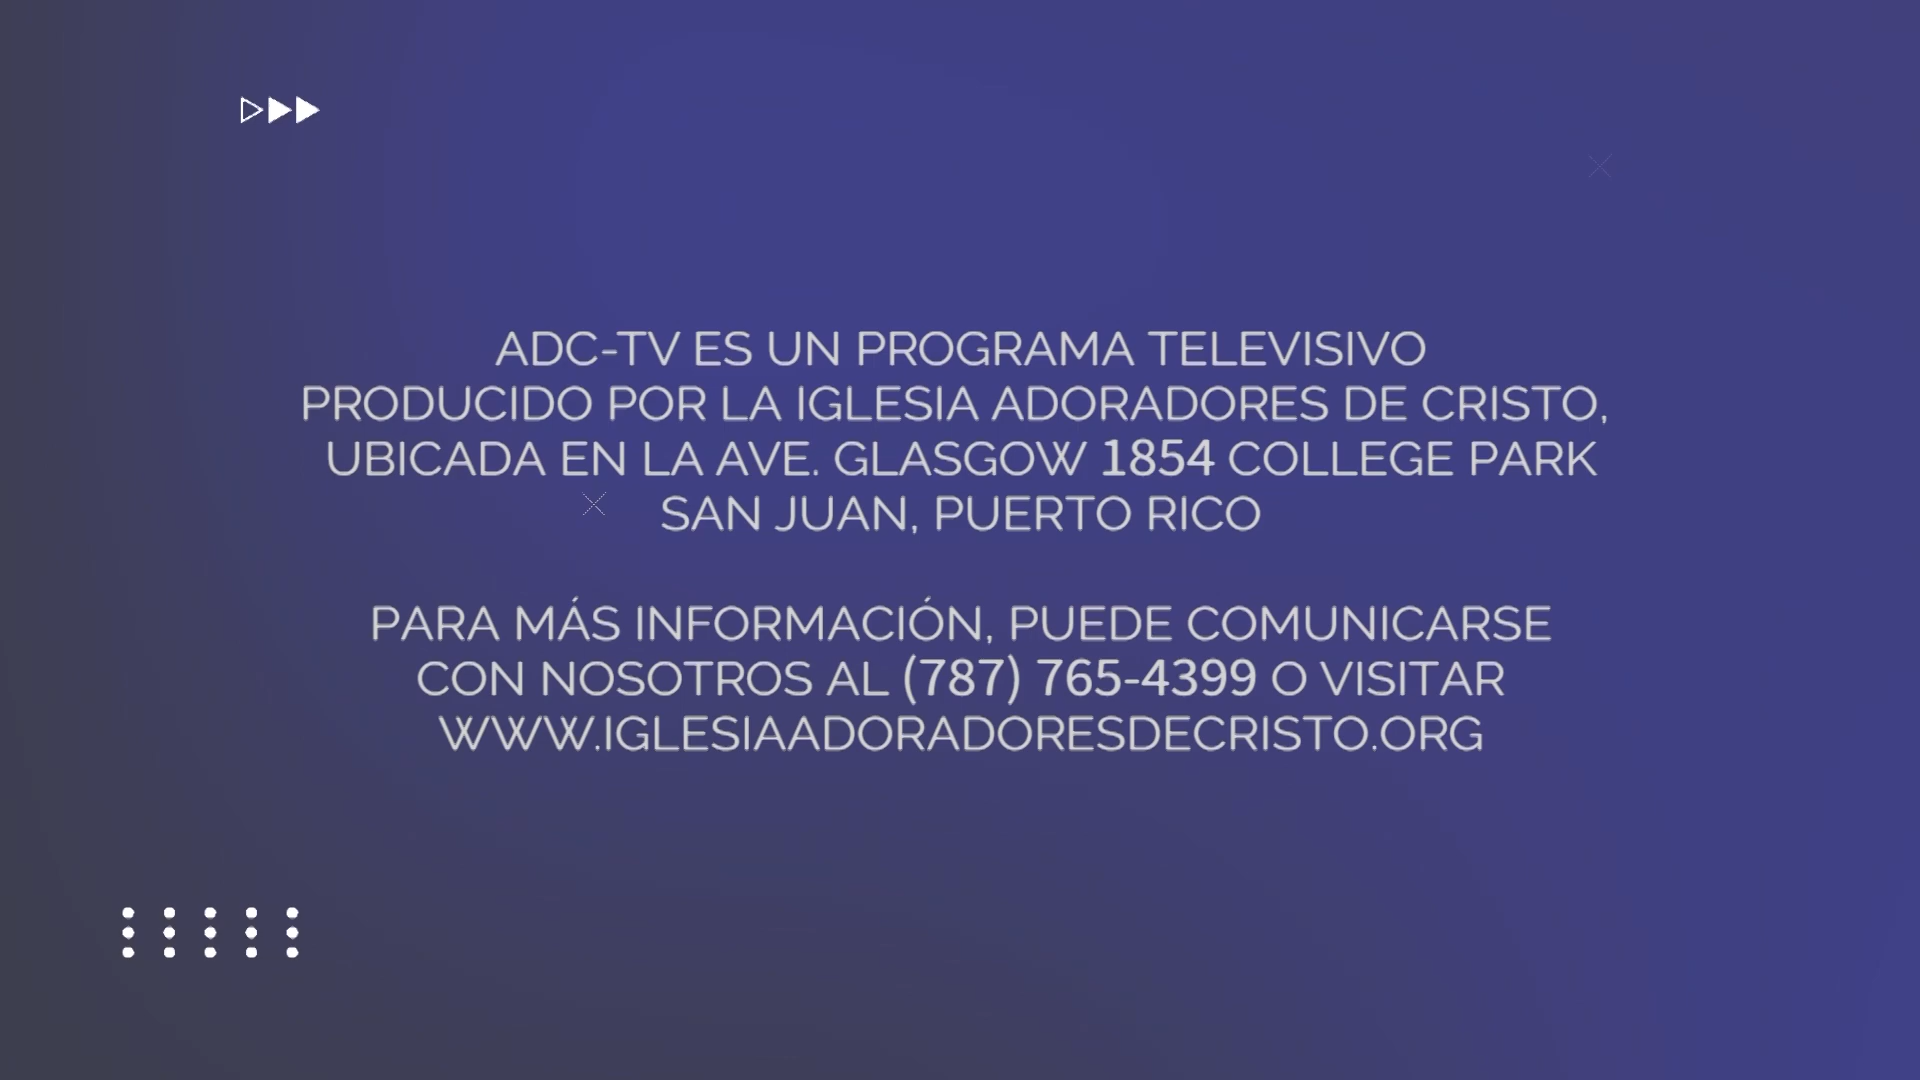 ADC-TV ES UN PROGRAMA TELEVISIVO
PRODUCIDO POR LA IGLESIA ADORADORES DE CRISTO,
UBICADA EN LA AVE. GLASGOW 1854 COLLEGE PARK
SAN JUAN, PUERTO RICO
PARA MÁS INFORMACIÓN, PUEDE COMUNICARSE
CON NOSOTROS AL (787) 765-4399 O VISITAR
WWW.IGLESIAADORADORESDECRISTO.ORG